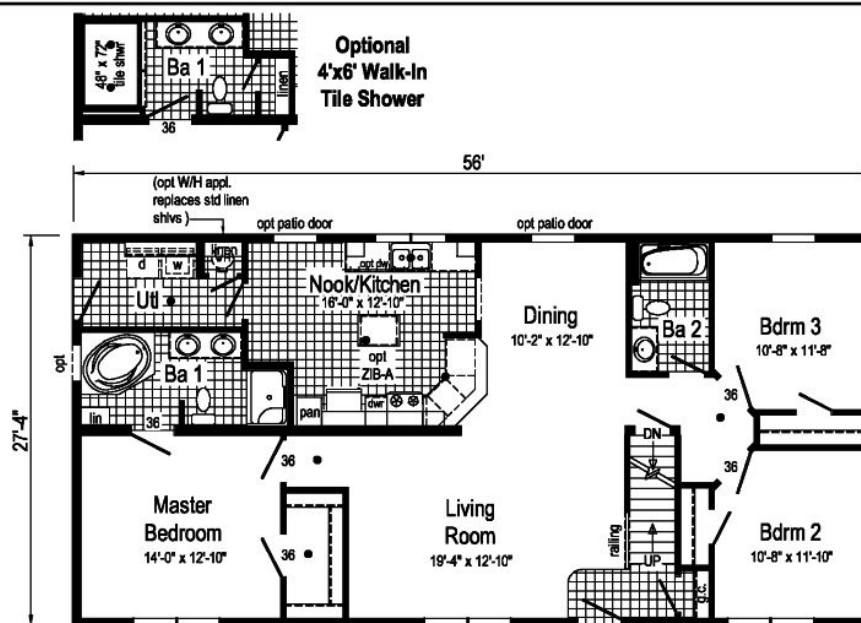 Optional
4'x6' Walk-In
Tile Shower
48" x 72"
tile shwr
Ba 1
linen
36
56'
(opt W/H appl.
replaces std linen
shlvs )
opt patio door
opt patio door
27'-4"
d
w
linen
WH
Utl
opt dw
Nook/Kitchen
16'-0" x 12'-10"
opt
ZIB-A
pan
dwr
Dining
10'-2" x 12'-10"
Ba 2
Bdrm 3
10'-8" x 11'-8"
opt
Ba 1
lin
36
36
36
DN
36
Master
Bedroom
14'-0" x 12'-10"
36
Living
Room
19'-4" x 12'-10"
railing
UP
g.c.
Bdrm 2
10'-8" x 11'-10"